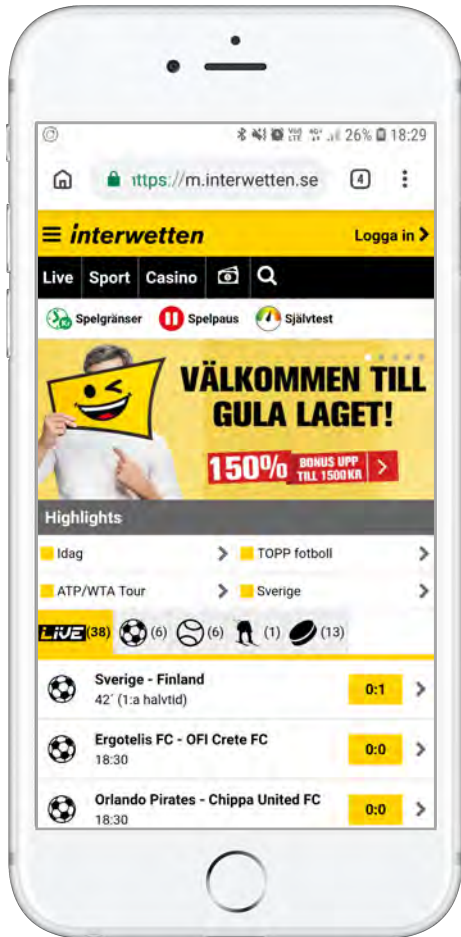 26% 18:29
ttps://m.interwetten.se 4
interwetten Logga in
Live Sport Casino
Spelgränser Spelpaus Självtest
VÄLKOMMEN TILL
GULA LAGET!
150% BONUS UPP
TILL 1500 KR
Highlights
Idag TOPP fotboll
ATP/WTA Tour Sverige
LIVE (38) (6) (6) (1) (13)
Sverige - Finland
42´ (1:a halvtid) 0:1
Ergotelis FC - OFI Crete FC
18:30 0:0
Orlando Pirates - Chippa United FC
18:30 0:0